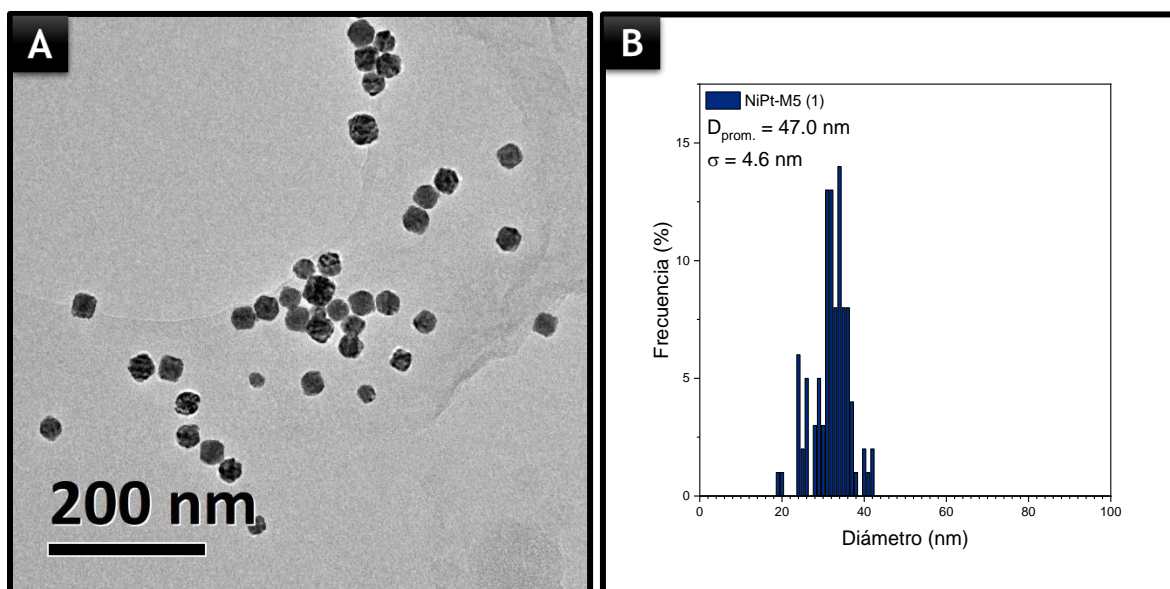 A
200 nm
B
NiPt-M5 (1)
D_prom. = 47.0 nm
σ = 4.6 nm
15
10
5
0
Frecuencia (%)
0 20 40 60 80 100
Diámetro (nm)